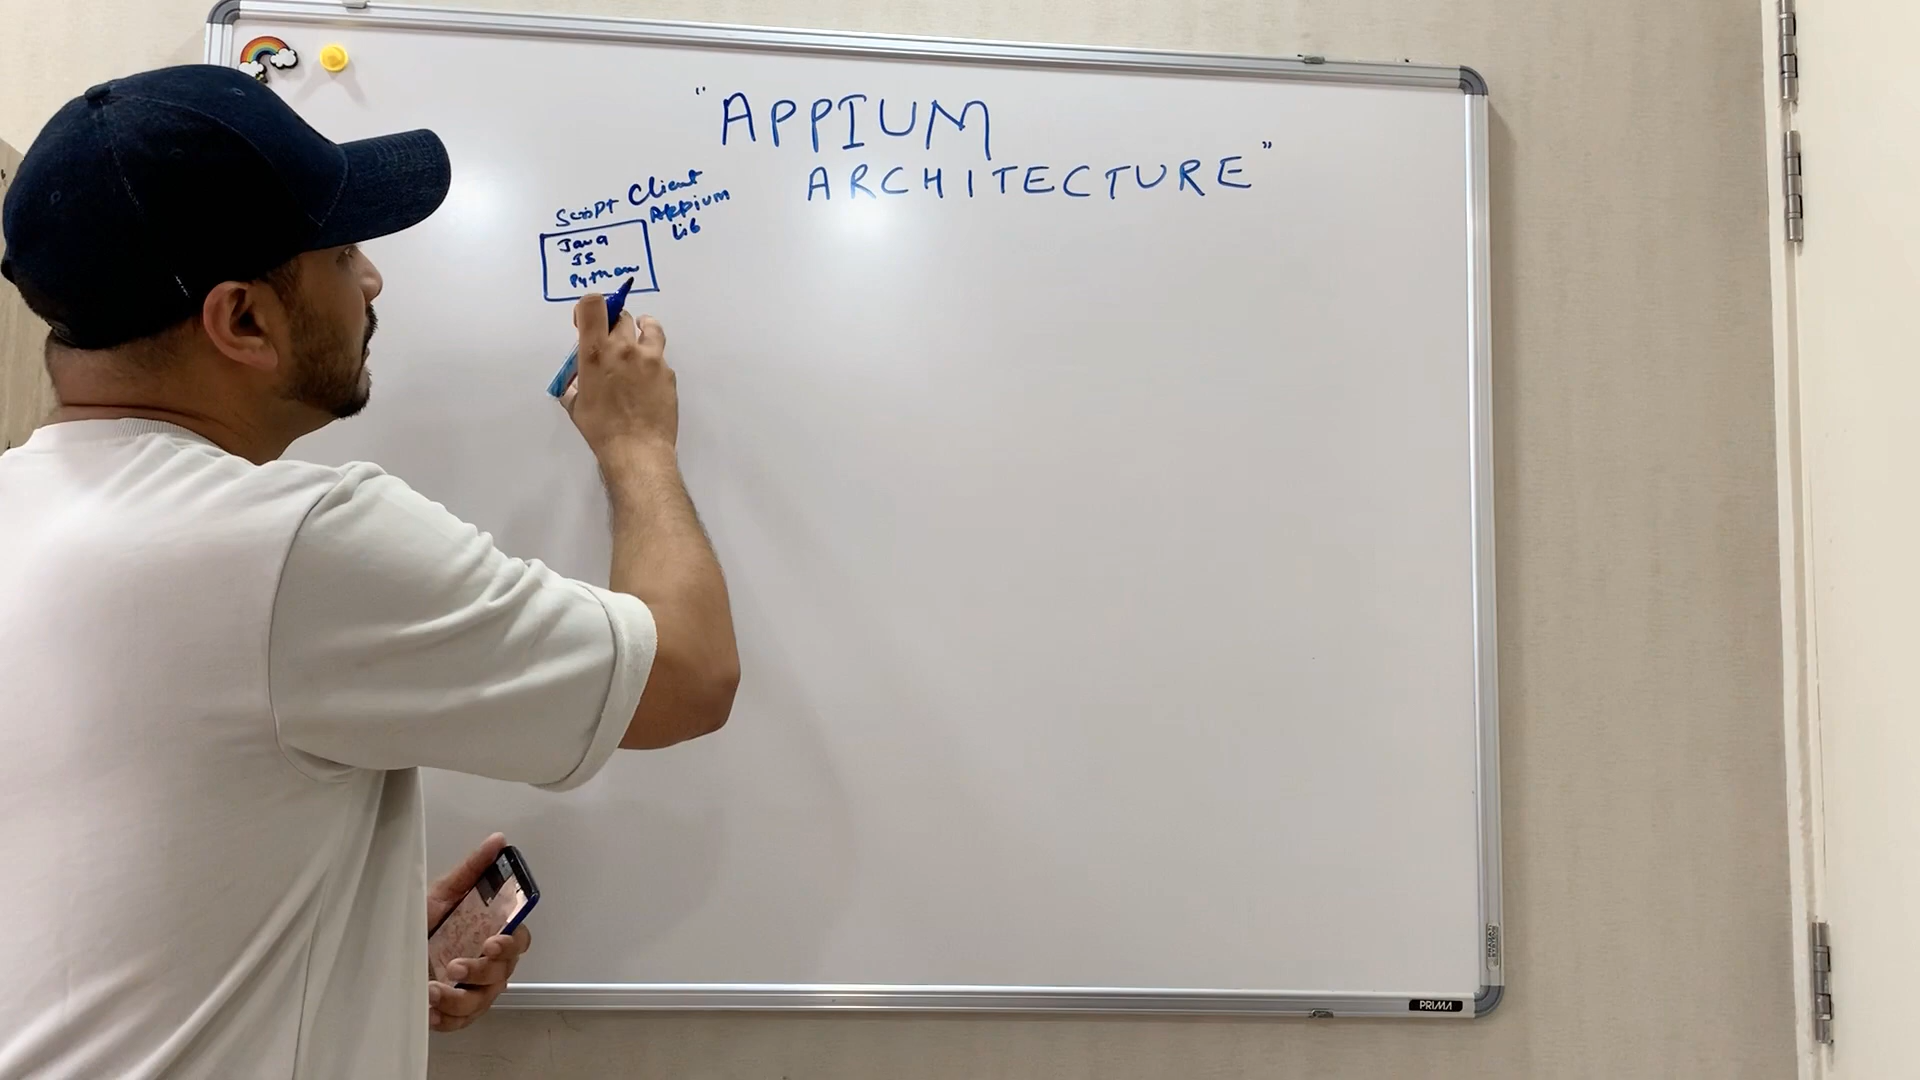 "APPIUM
ARCHITECTURE"
Script Client
Appium
Lib
Java
JS
Python
PRIMA